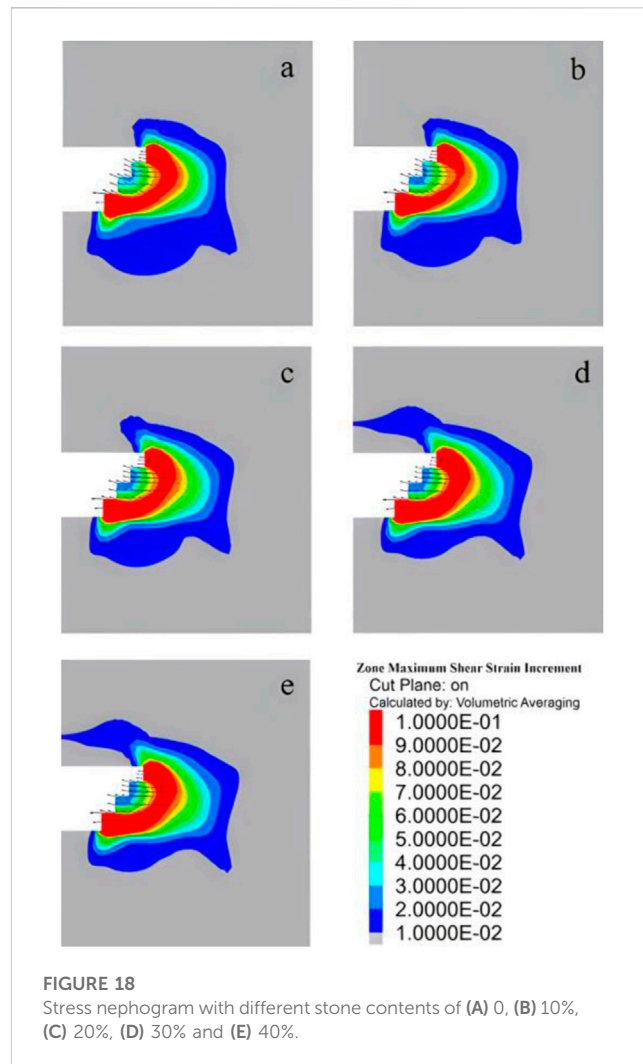 a
b
c
d
e
Zone Maximum Shear Strain Increment
Cut Plane: on
Calculated by: Volumetric Averaging
1.0000E-01
9.0000E-02
8.0000E-02
7.0000E-02
6.0000E-02
5.0000E-02
4.0000E-02
3.0000E-02
2.0000E-02
1.0000E-02
FIGURE 18
Stress nephogram with different stone contents of (A) 0, (B) 10%,
(C) 20%, (D) 30% and (E) 40%.